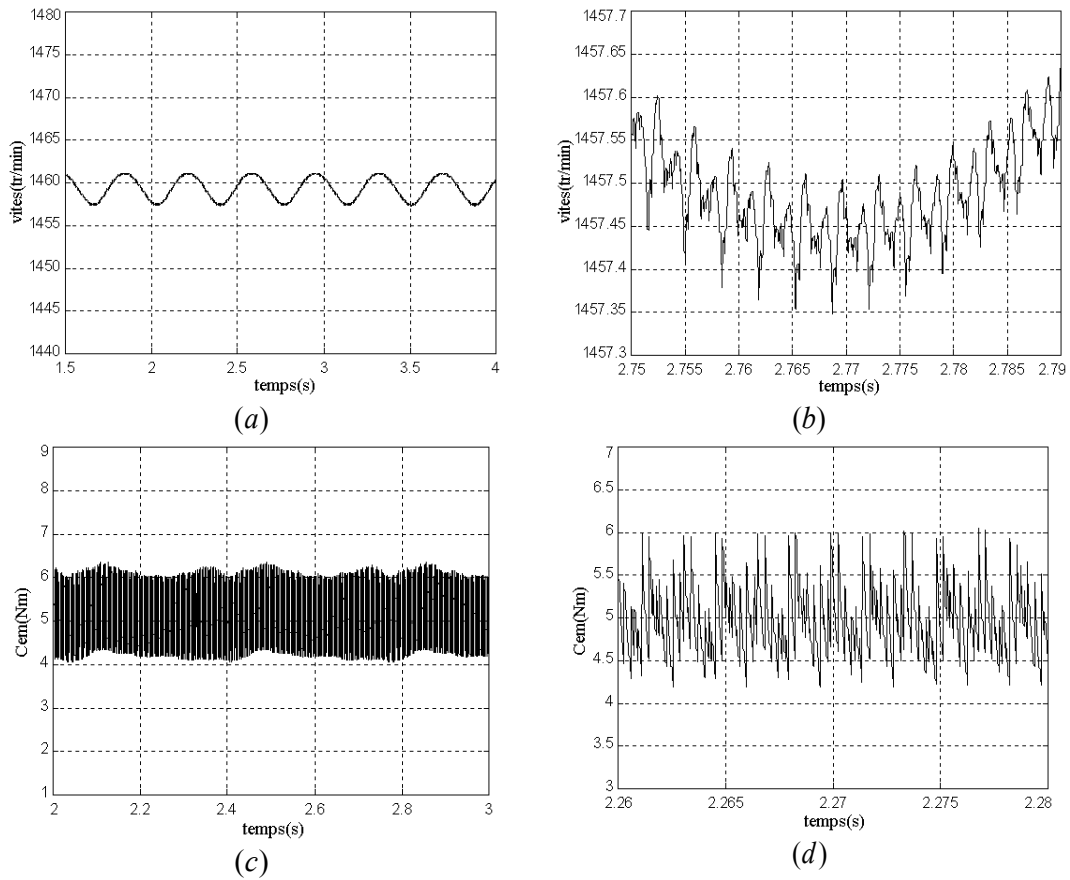 1480
1475
1470
1465
1460
1455
1450
1445
1440
vites(tr/min)
1.5 2 2.5 3 3.5 4
temps(s)
(a)
1457.7
1457.65
1457.6
1457.55
1457.5
1457.45
1457.4
1457.35
1457.3
vites(tr/min)
2.75 2.755 2.76 2.765 2.77 2.775 2.78 2.785 2.79
temps(s)
(b)
9
8
7
6
5
4
3
2
1
Cem(Nm)
2 2.2 2.4 2.6 2.8 3
temps(s)
(c)
7
6.5
6
5.5
5
4.5
4
3.5
3
Cem(Nm)
2.26 2.265 2.27 2.275 2.28
temps(s)
(d)